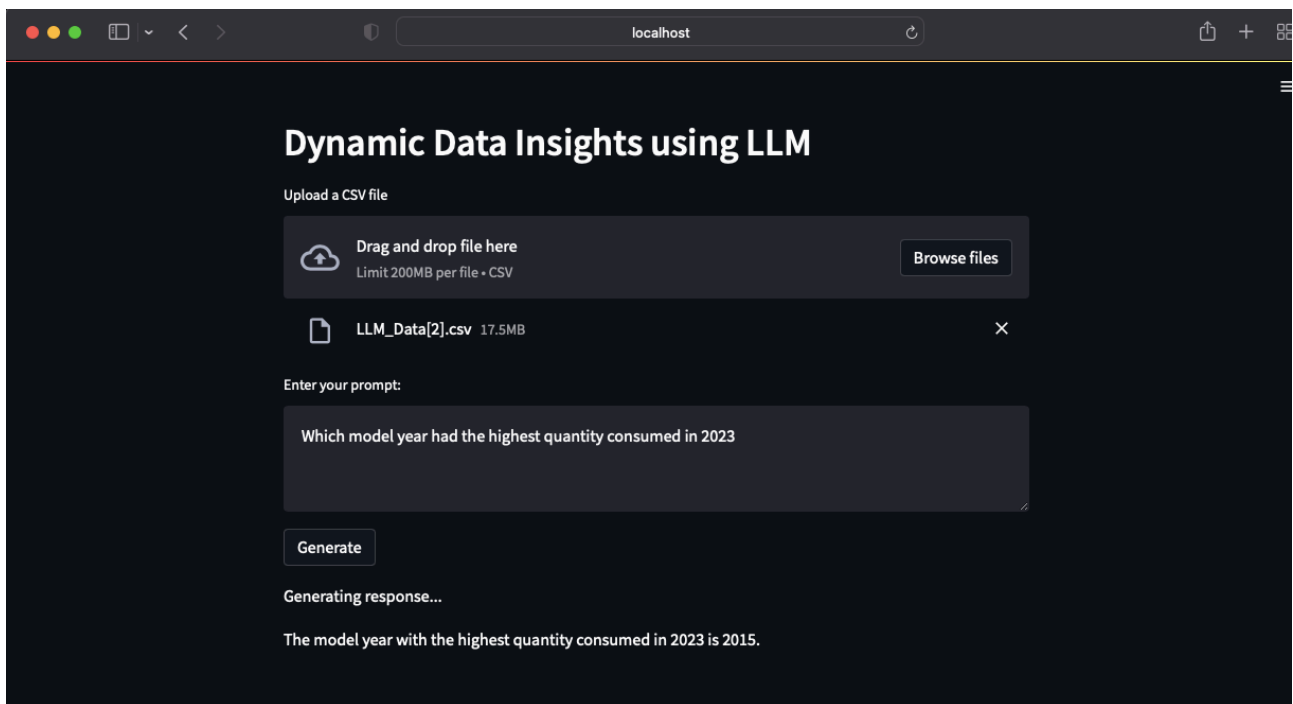 localhost
Dynamic Data Insights using LLM
Upload a CSV file
Drag and drop file here
Limit 200MB per file • CSV
Browse files
LLM_Data[2].csv 17.5MB
Enter your prompt:
Which model year had the highest quantity consumed in 2023
Generate
Generating response...
The model year with the highest quantity consumed in 2023 is 2015.